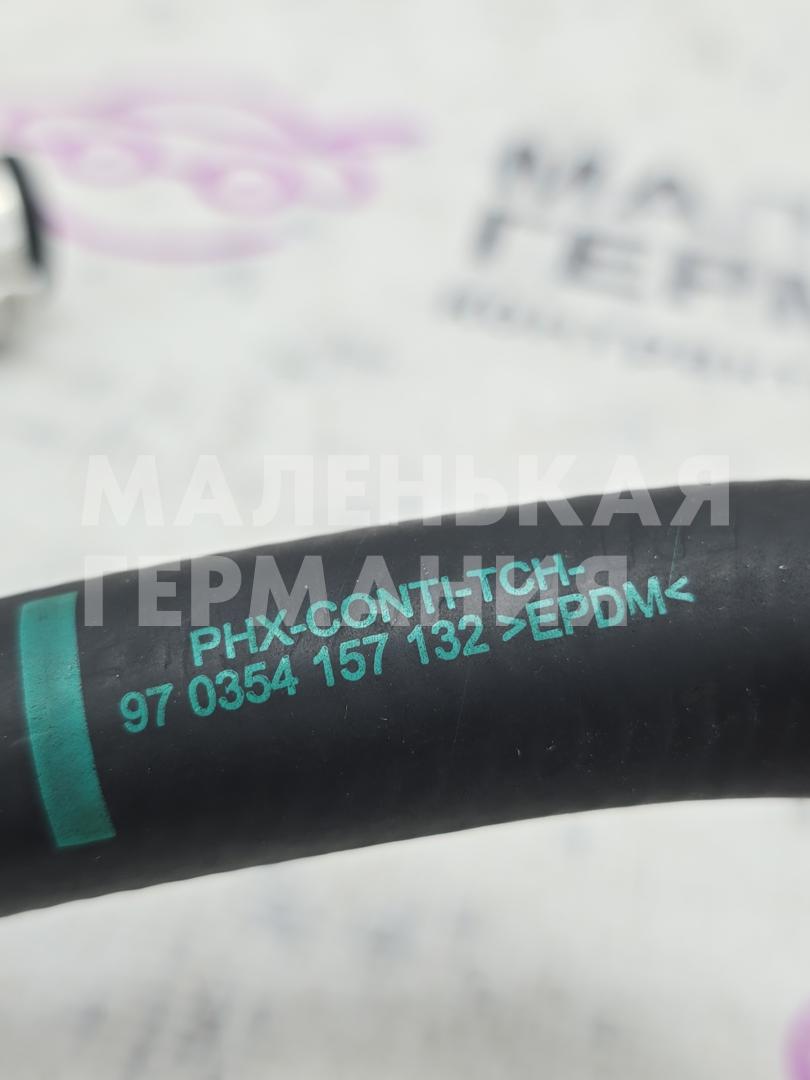 МАЛЕНЬКАЯ
ГЕРМАНИЯ
PHX-CONTI-TCH-
97 0354 157 132 >EPDM<